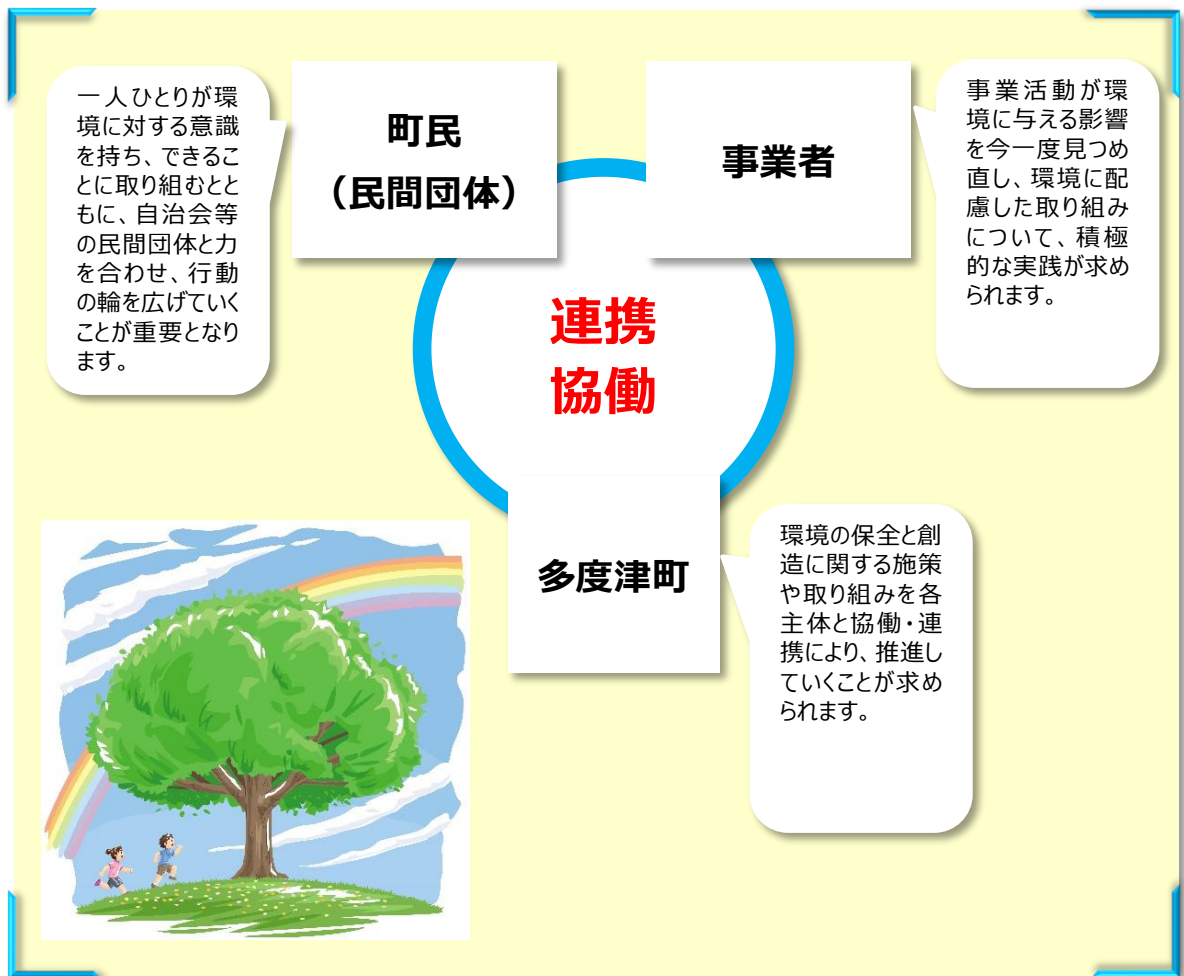 一人ひとりが環
境に対する意識
を持ち、できるこ
とに取り組むとと
もに、自治会等
の民間団体と力
を合わせ、行動
の輪を広げていく
ことが重要となり
ます。
町民
（民間団体）
事業者
事業活動が環
境に与える影響
を今一度見つめ
直し、環境に配
慮した取り組み
について、積極
的な実践が求め
られます。
連携
協働
多度津町
環境の保全と創
造に関する施策
や取り組みを各
主体と協働・連
携により、推進し
ていくことが求め
られます。